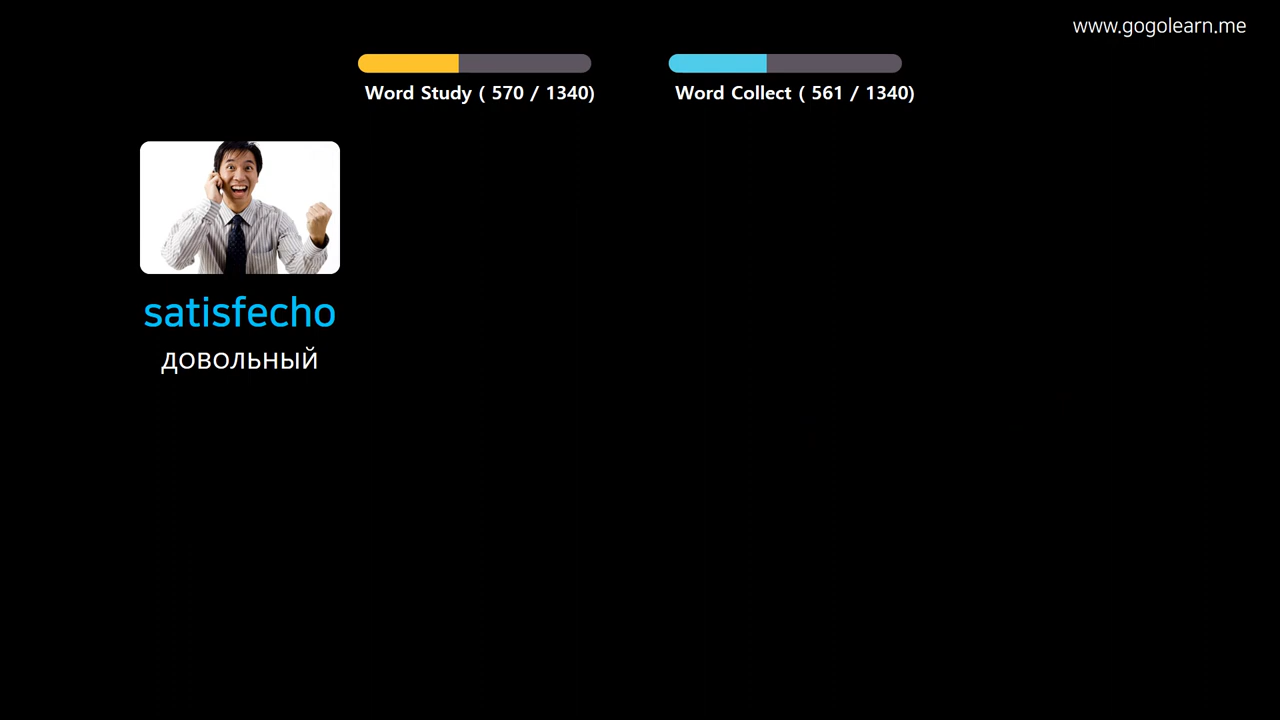 www.gogolearn.me
Word Study ( 570 / 1340)
Word Collect ( 561 / 1340)
satisfecho
довольный